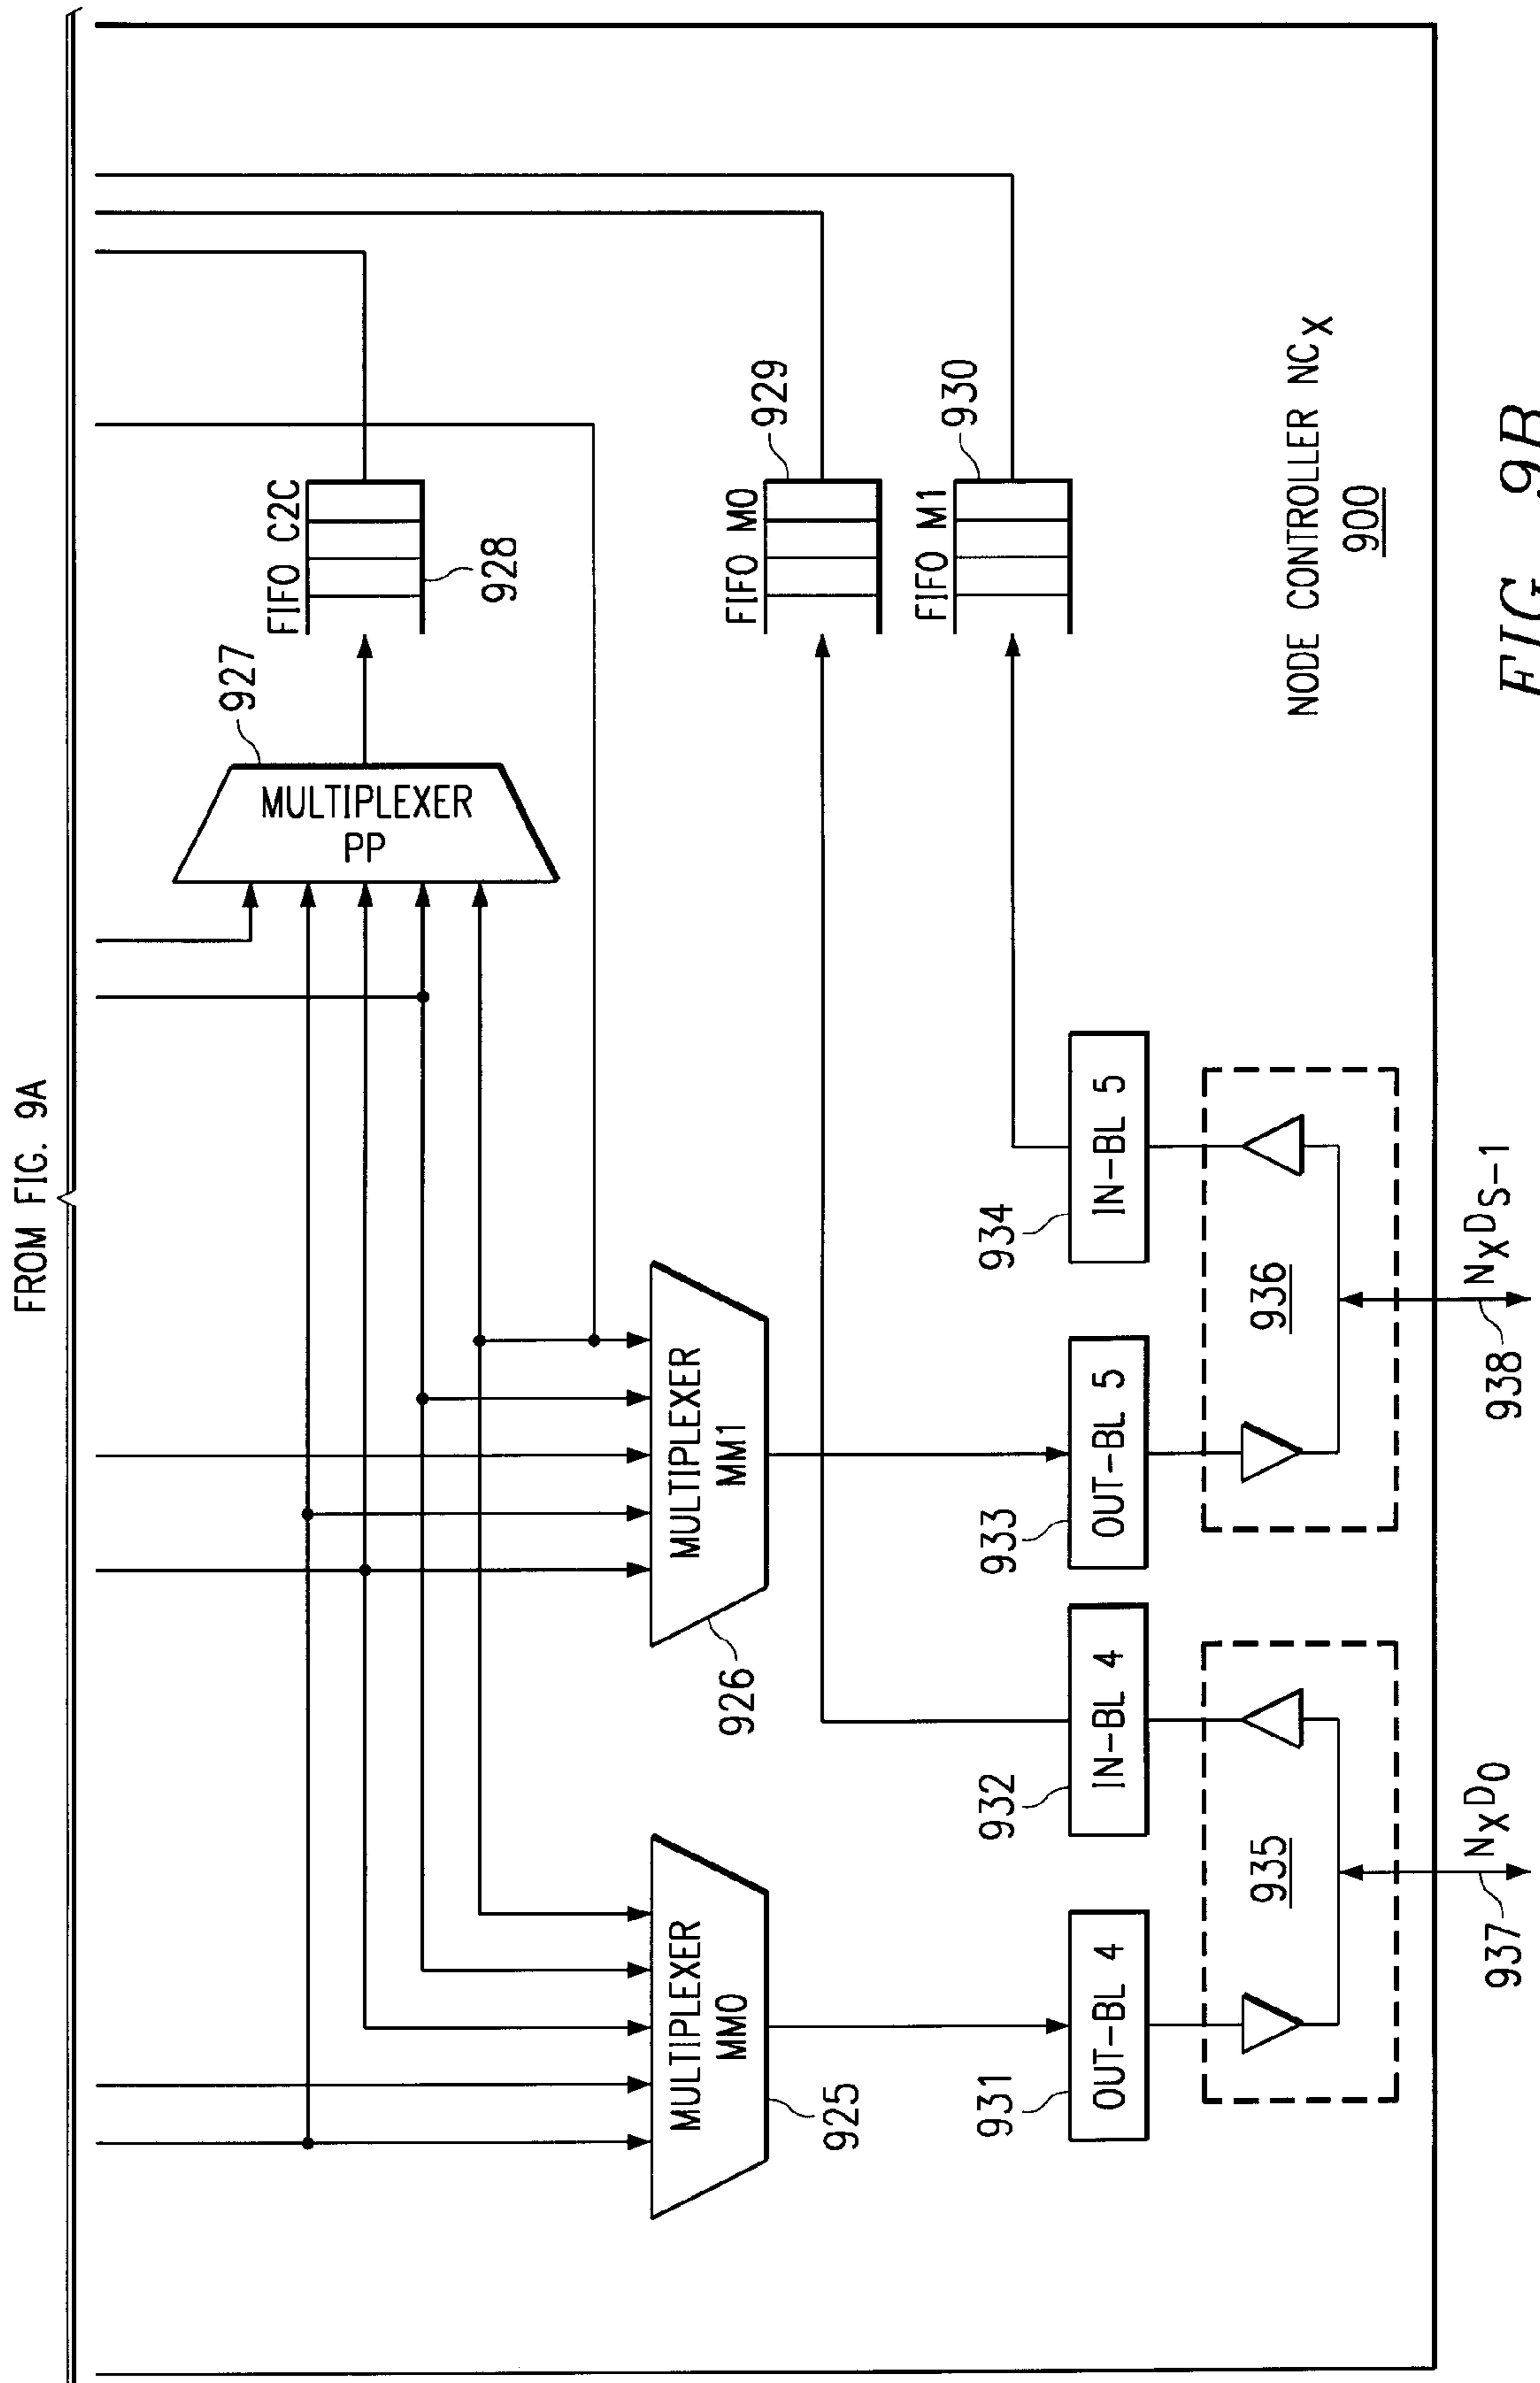 FROM FIG. 9A
927
MULTIPLEXER
PP
FIFO C2C
928
FIFO M0
929
FIFO M1
930
MULTIPLEXER
MM0
925
MULTIPLEXER
MM1
926
931
OUT-BL 4
932
IN-BL 4
933
OUT-BL 5
934
IN-BL 5
935
936
NODE CONTROLLER NCX
900
937
NXD0
938
NXDS-1
FIG. 9B